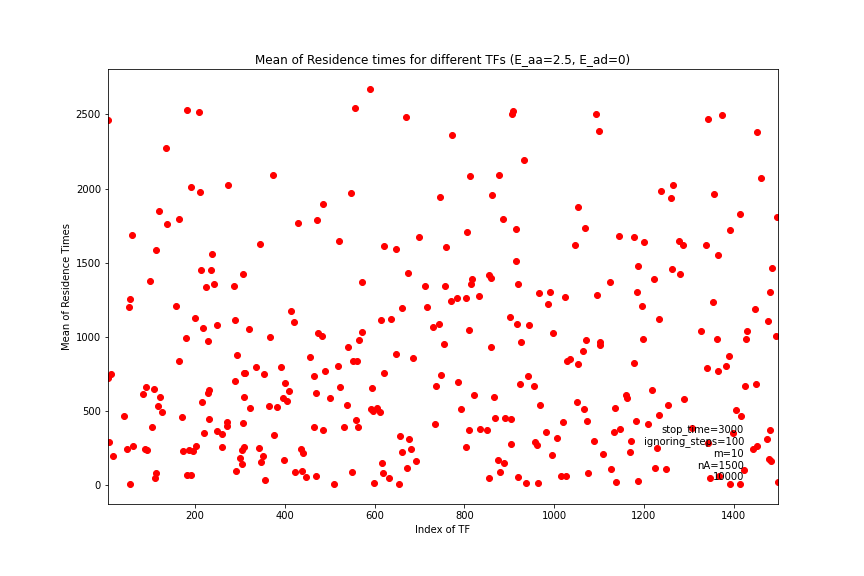 Mean of Residence times for different TFs (E_aa=2.5, E_ad=0)
Mean of Residence Times
2500
2000
1500
1000
500
0
stop_time=3000
ignoring_steps=100
m=10
nA=1500
10000
200 400 600 800 1000 1200 1400
Index of TF